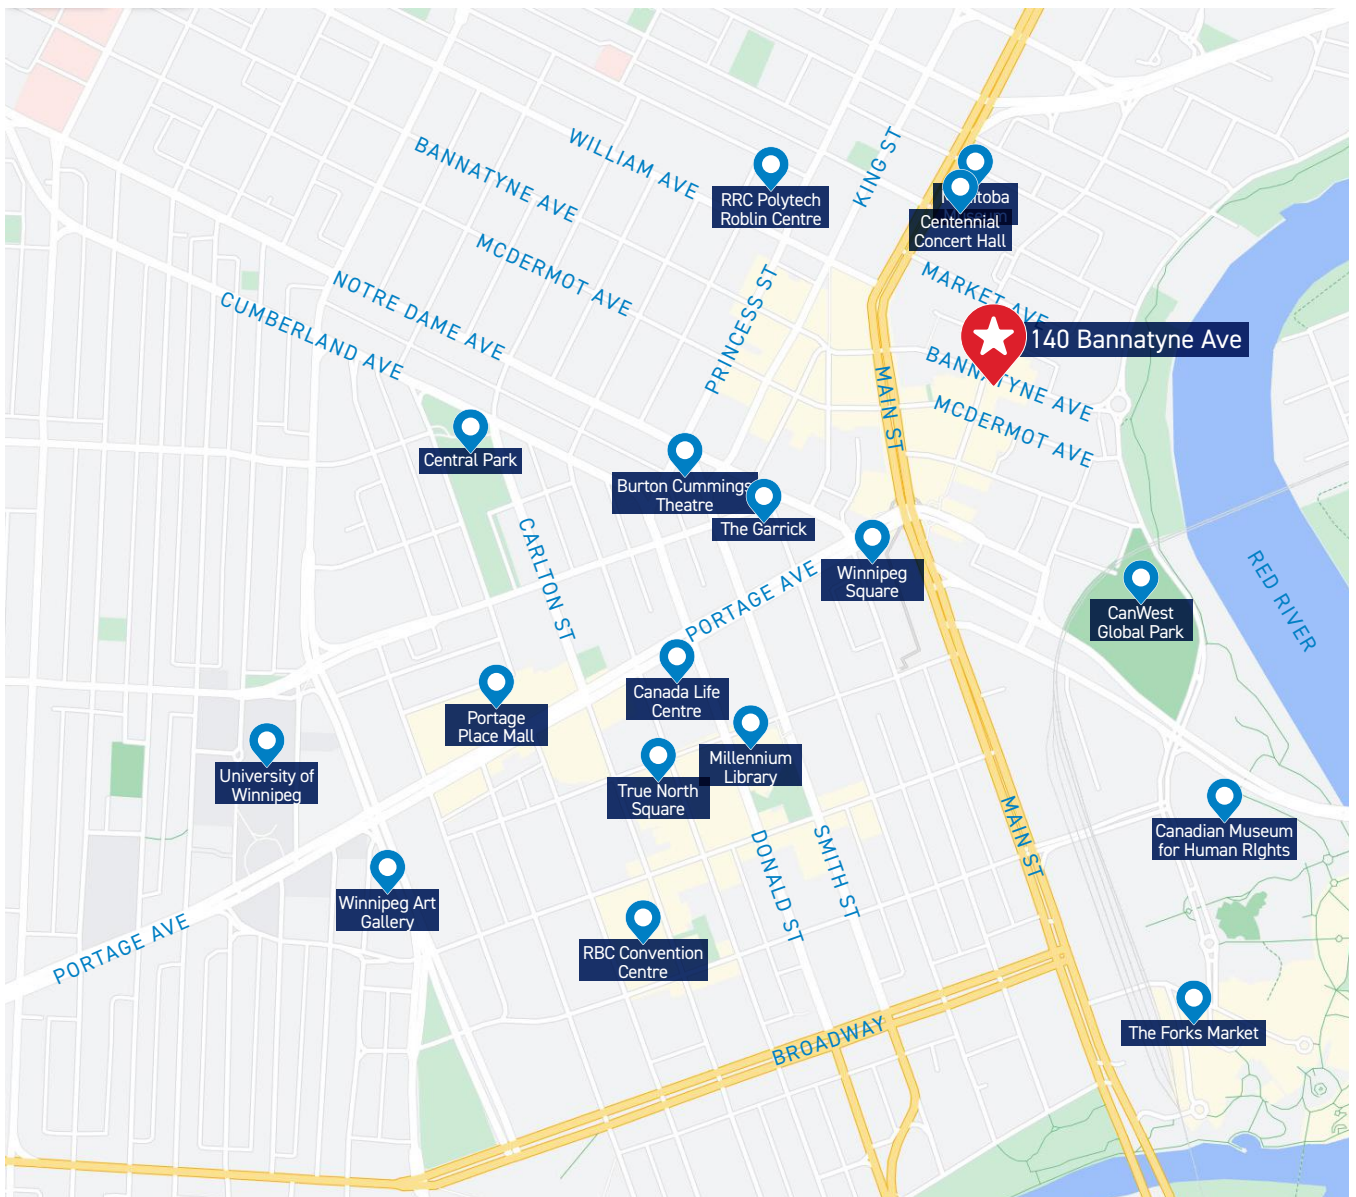 WILLIAM AVE
BANNATYNE AVE
KING ST
RRC Polytech
Roblin Centre
Manitoba
Museum
Centennial
Concert Hall
MCDERMOT AVE
MARKET AVE
PRINCESS ST
NOTRE DAME AVE
CUMBERLAND AVE
140 Bannatyne Ave
BANNATYNE AVE
MAIN ST
MCDERMOT AVE
Central Park
Burton Cummings
Theatre
The Garrick
CARLTON ST
Winnipeg
Square
PORTAGE AVE
RED RIVER
CanWest
Global Park
Canada Life
Centre
Portage
Place Mall
Millennium
Library
University of
Winnipeg
True North
Square
MAIN ST
DONALD ST
SMITH ST
Canadian Museum
for Human RIghts
Winnipeg Art
Gallery
PORTAGE AVE
RBC Convention
Centre
The Forks Market
BROADWAY